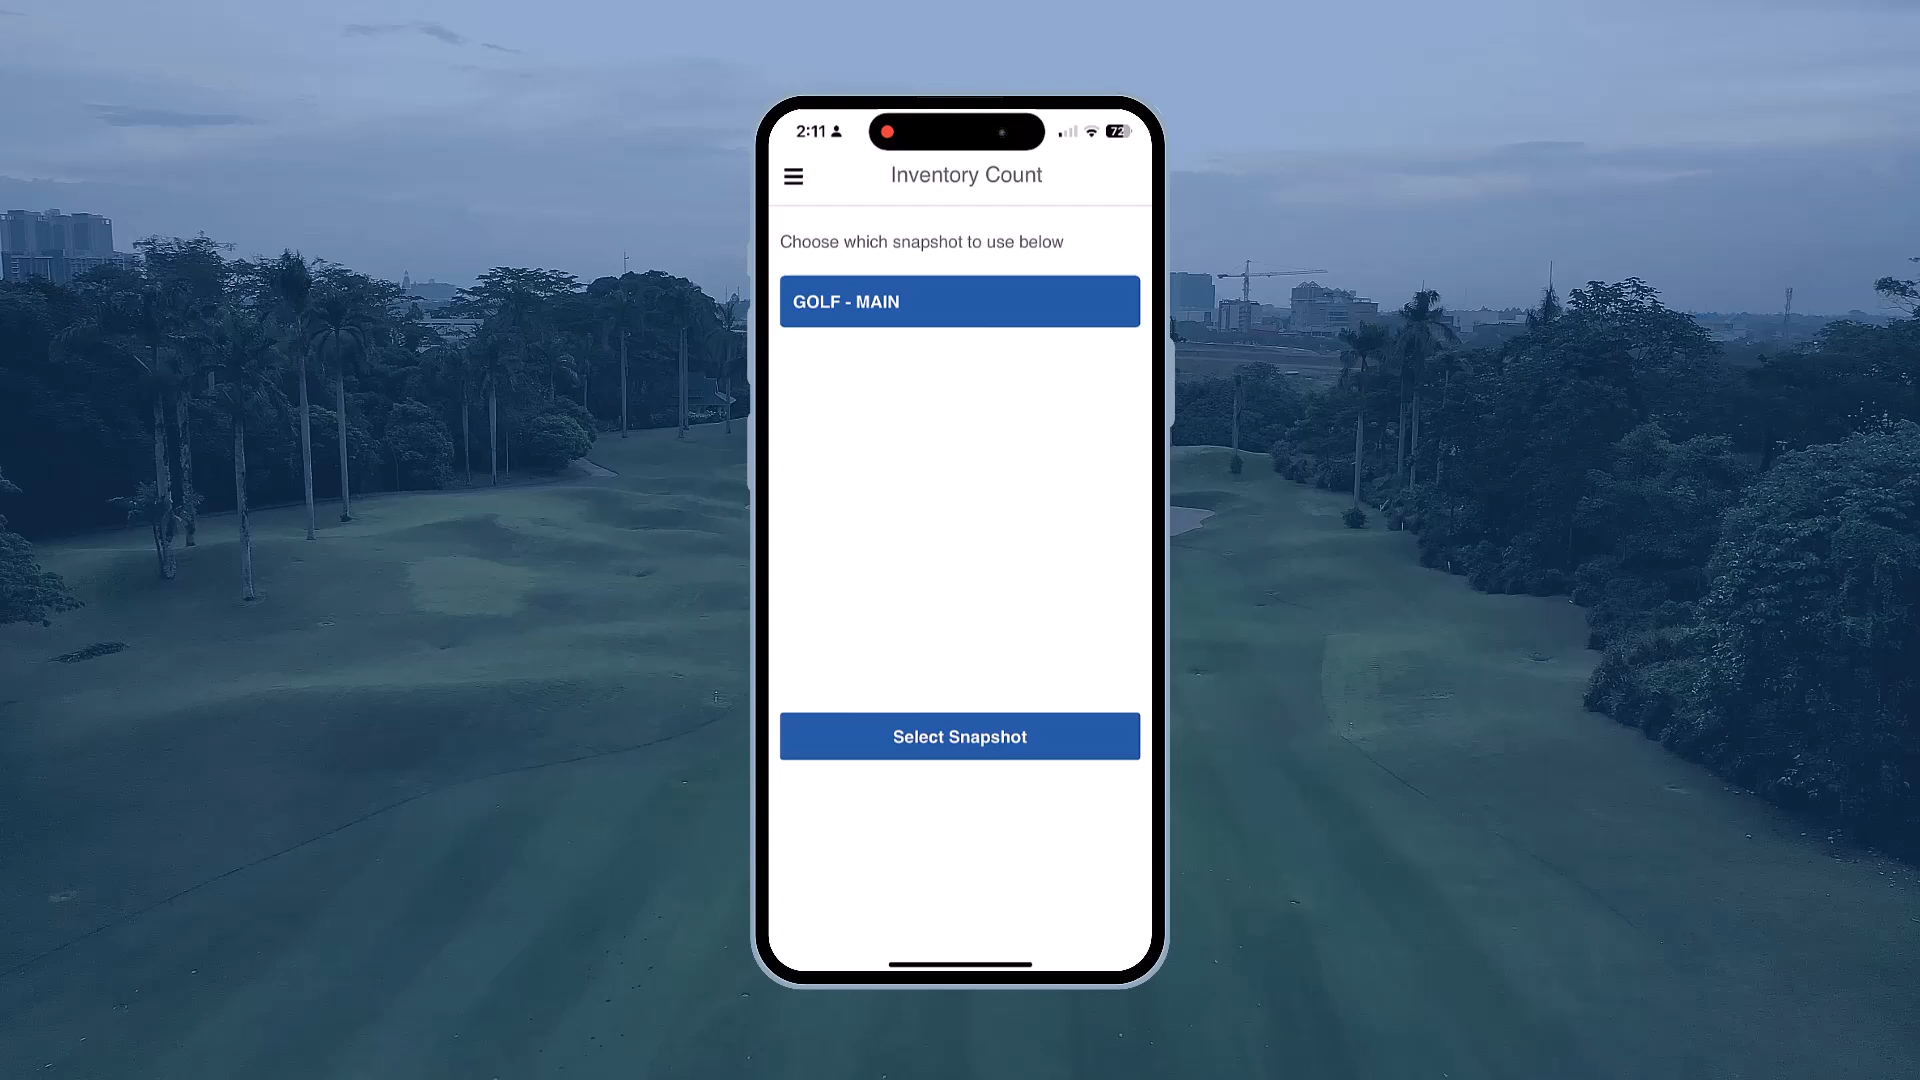 2:11
72
Inventory Count
Choose which snapshot to use below
GOLF - MAIN
Select Snapshot